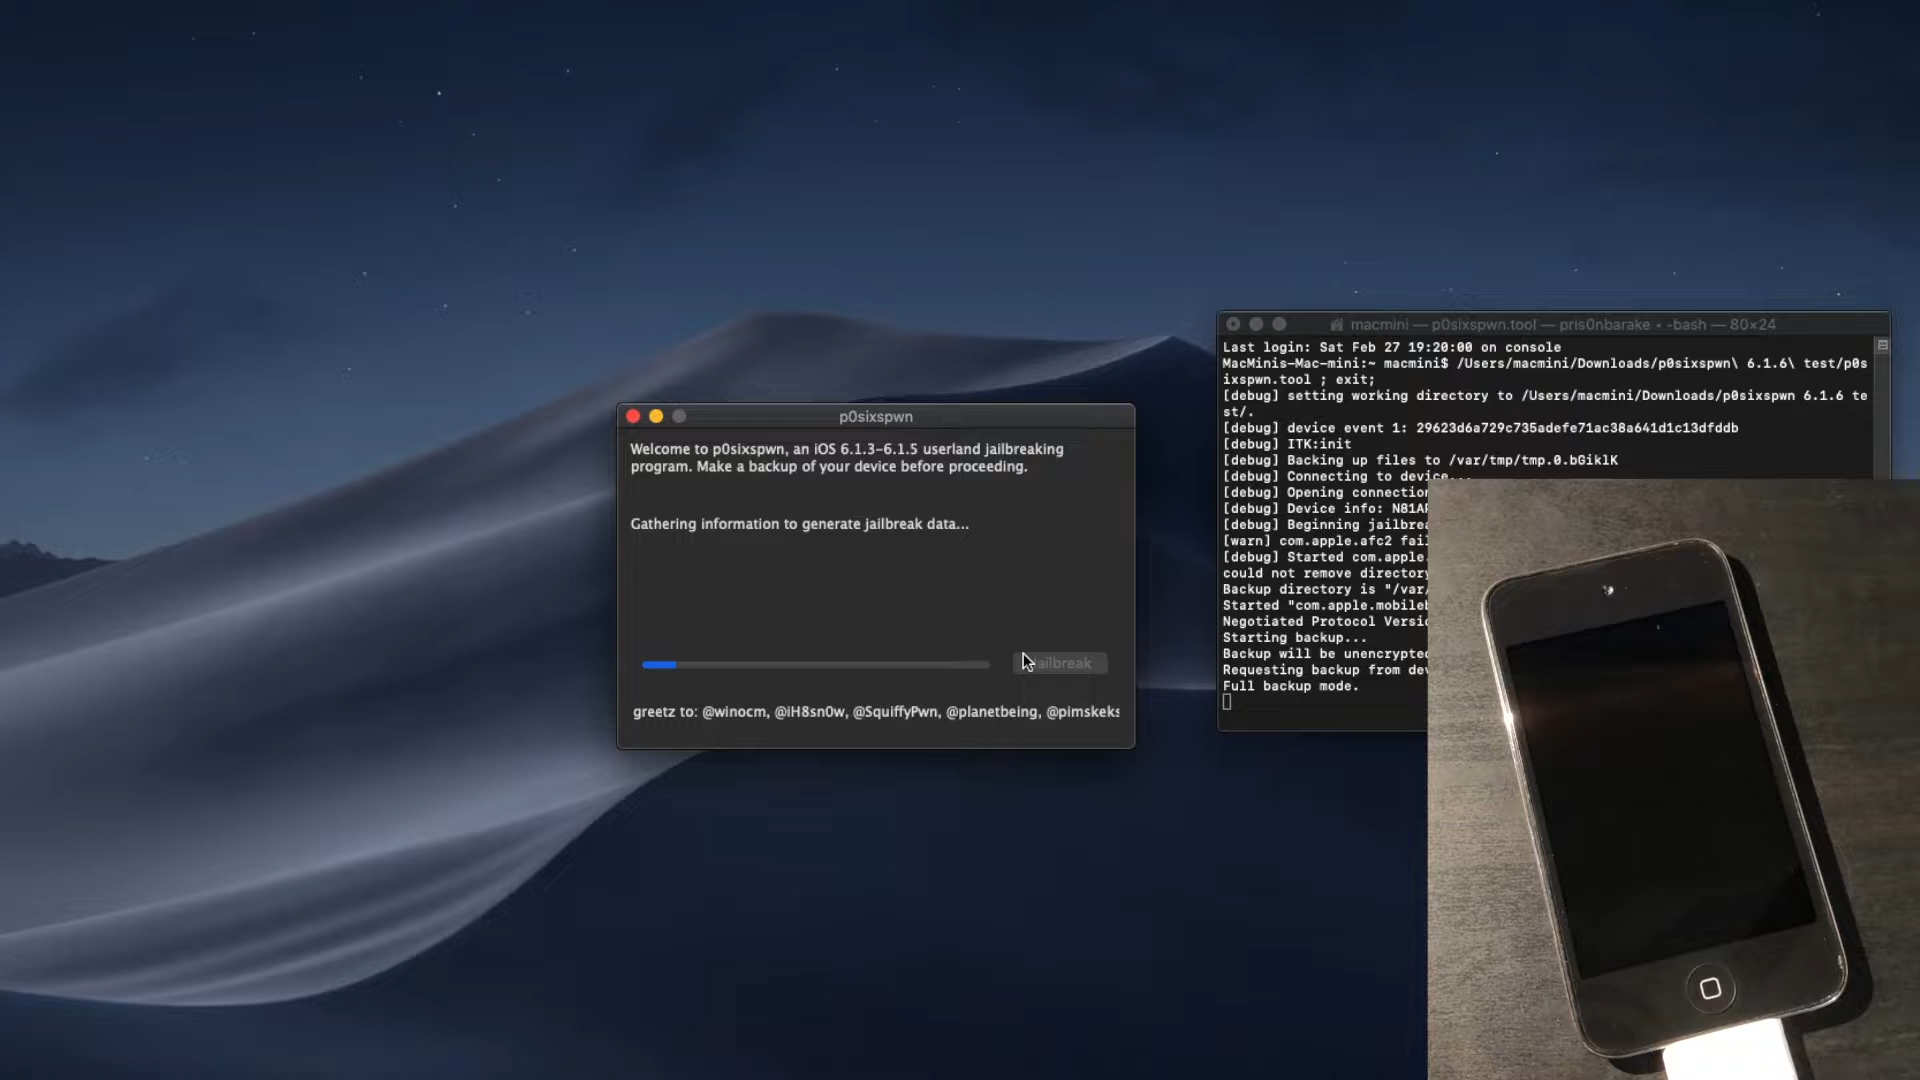 p0sixspwn
Welcome to p0sixspwn, an iOS 6.1.3–6.1.5 userland jailbreaking
program. Make a backup of your device before proceeding.
Gathering information to generate jailbreak data...
ailbreak
greetz to: @winocm, @iH8sn0w, @SquiffyPwn, @planetbeing, @pimskeks
macmini — p0sixspwn.tool — pris0nbarake • -bash — 80×24
Last login: Sat Feb 27 19:20:00 on console
MacMinis-Mac-mini:~ macmini$ /Users/macmini/Downloads/p0sixspwn\ 6.1.6\ test/p0s
ixspwn.tool ; exit;
[debug] setting working directory to /Users/macmini/Downloads/p0sixspwn 6.1.6 te
st/.
[debug] device event 1: 29623d6a729c735adefe71ac38a641d1c13dfddb
[debug] ITK:init
[debug] Backing up files to /var/tmp/tmp.0.bGiklK
[debug] Connecting to device...
[debug] Opening connection
[debug] Device info: N81AP
[debug] Beginning jailbrea
[warn] com.apple.afc2 fail
[debug] Started com.apple.
could not remove directory
Backup directory is "/var/
Started "com.apple.mobileb
Negotiated Protocol Versio
Starting backup...
Backup will be unencrypted
Requesting backup from dev
Full backup mode.